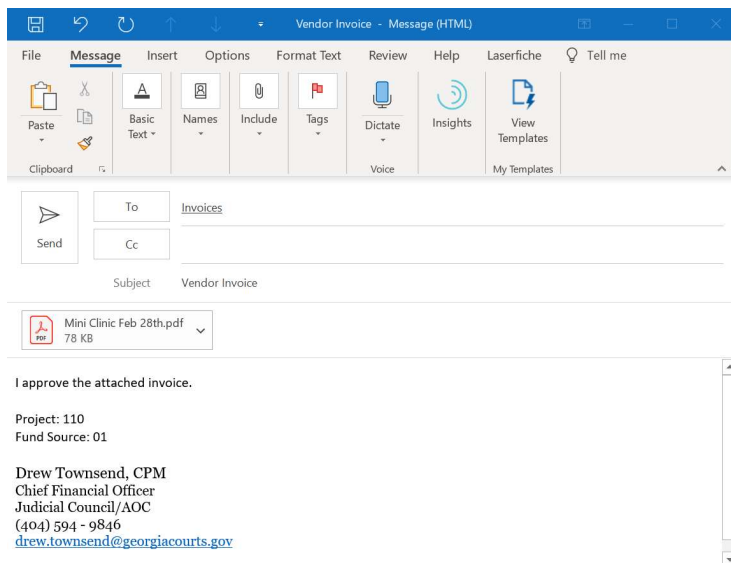 Vendor Invoice - Message (HTML)
File Message Insert Options Format Text Review Help Laserfiche Tell me
Paste
Basic Text
Names
Include
Tags
Dictate
Insights
View Templates
Clipboard
Voice
My Templates
Send
To Invoices
Cc
Subject Vendor Invoice
PDF
Mini Clinic Feb 28th.pdf
78 KB
I approve the attached invoice.
Project: 110
Fund Source: 01
Drew Townsend, CPM
Chief Financial Officer
Judicial Council/AOC
(404) 594 - 9846
drew.townsend@georgiacourts.gov